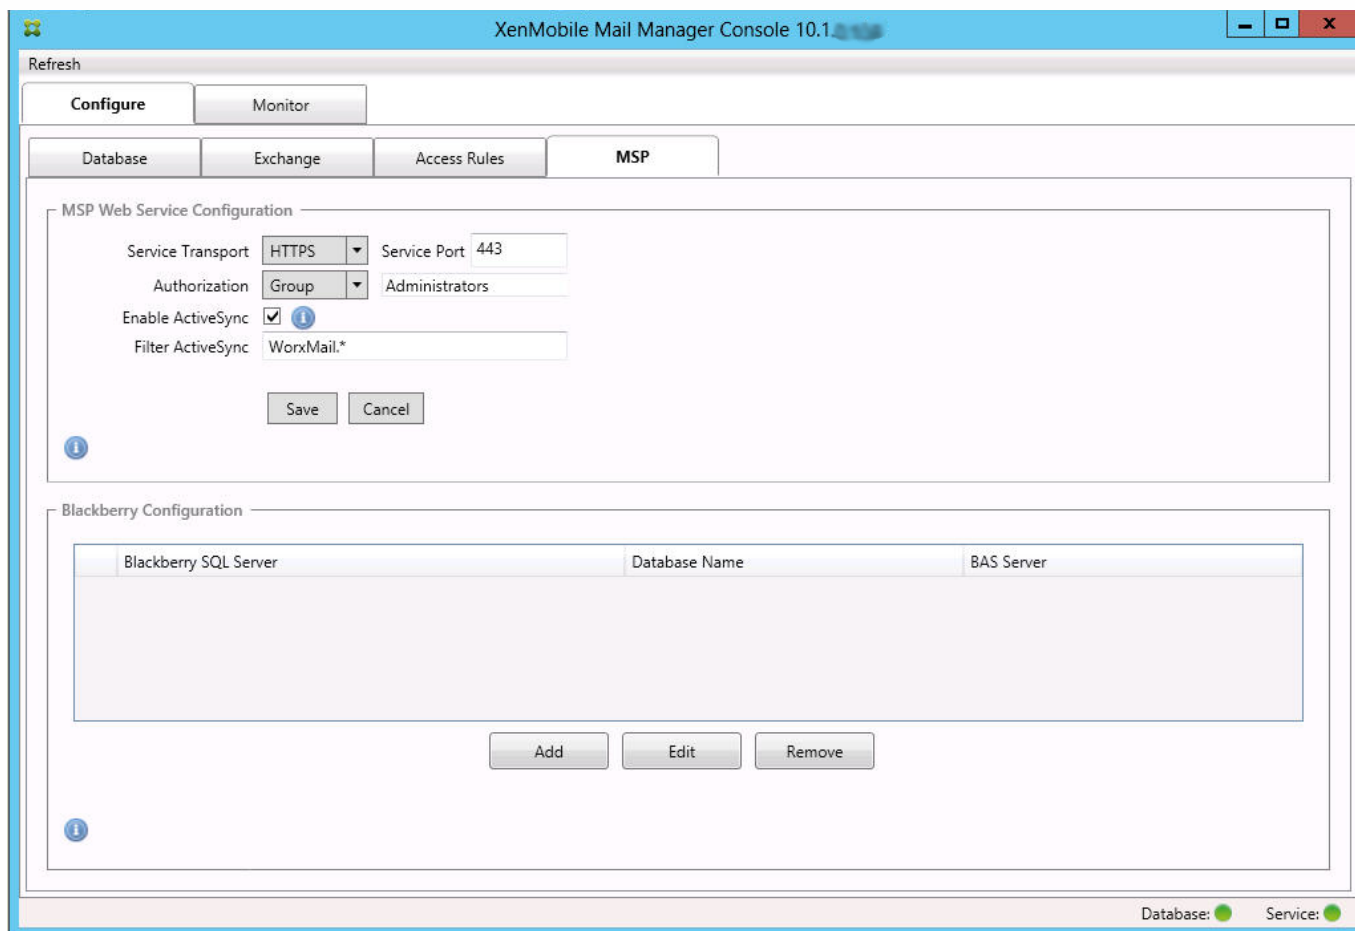 XenMobile Mail Manager Console 10.1.
Refresh
Configure Monitor
Database Exchange Access Rules MSP
MSP Web Service Configuration
Service Transport HTTPS Service Port 443
Authorization Group Administrators
Enable ActiveSync
Filter ActiveSync WorxMail.*
Save Cancel
Blackberry Configuration
Blackberry SQL Server Database Name BAS Server
Add Edit Remove
Database: Service: